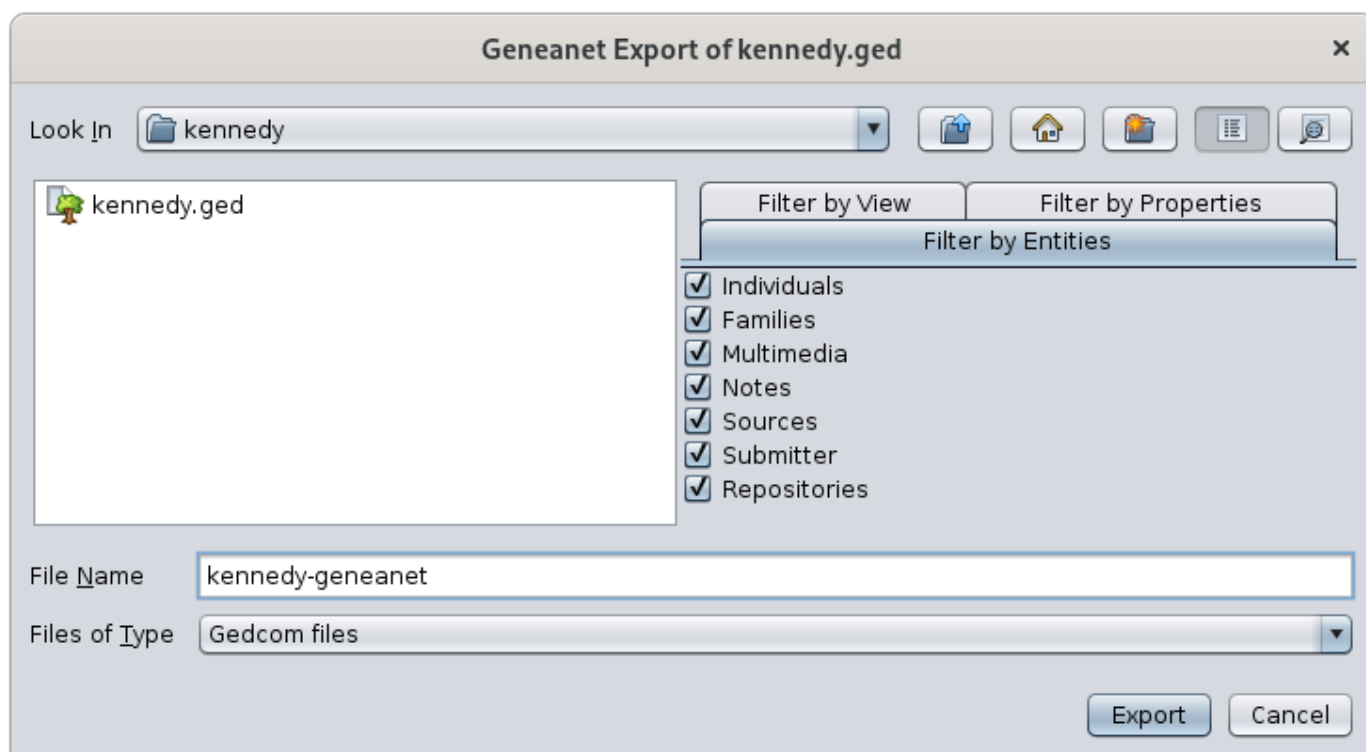 Geneanet Export of kennedy.ged
Look In kennedy
kennedy.ged
Filter by View Filter by Properties
Filter by Entities
Individuals
Families
Multimedia
Notes
Sources
Submitter
Repositories
File Name kennedy-geneanet
Files of Type Gedcom files
Export Cancel